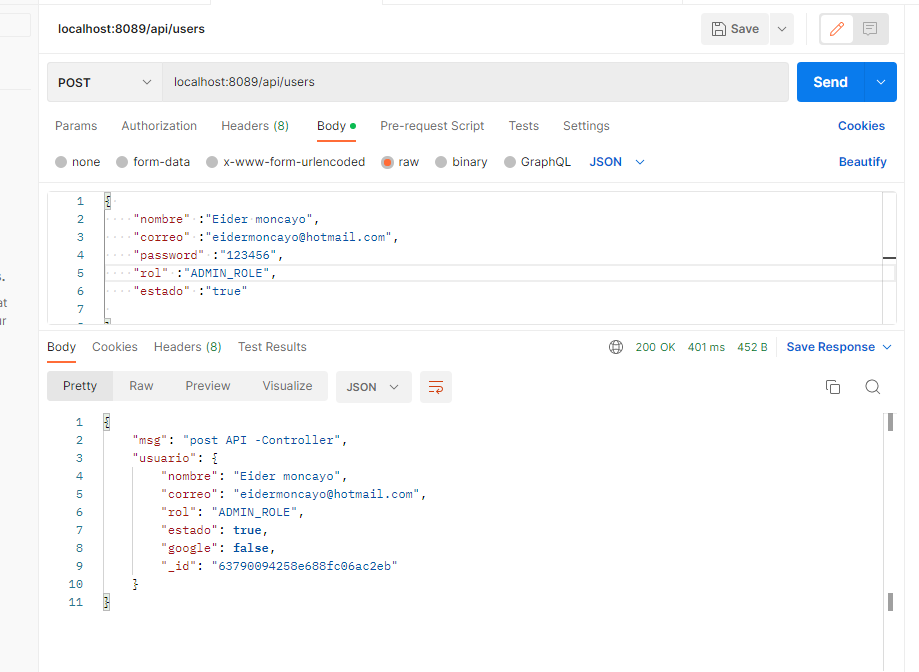 localhost:8089/api/users
Save
POST localhost:8089/api/users Send
Params Authorization Headers (8) Body Pre-request Script Tests Settings Cookies
none form-data x-www-form-urlencoded raw binary GraphQL JSON Beautify
1 {
2 "nombre" :"Eider moncayo",
3 "correo" :"eidermoncayo@hotmail.com",
4 "password" :"123456",
5 "rol" :"ADMIN_ROLE",
6 "estado" :"true"
7
Body Cookies Headers (8) Test Results 200 OK 401 ms 452 B Save Response
Pretty Raw Preview Visualize JSON
1 {
2 "msg": "post API -Controller",
3 "usuario": {
4 "nombre": "Eider moncayo",
5 "correo": "eidermoncayo@hotmail.com",
6 "rol": "ADMIN_ROLE",
7 "estado": true,
8 "google": false,
9 "_id": "63790094258e688fc06ac2eb"
10 }
11 }